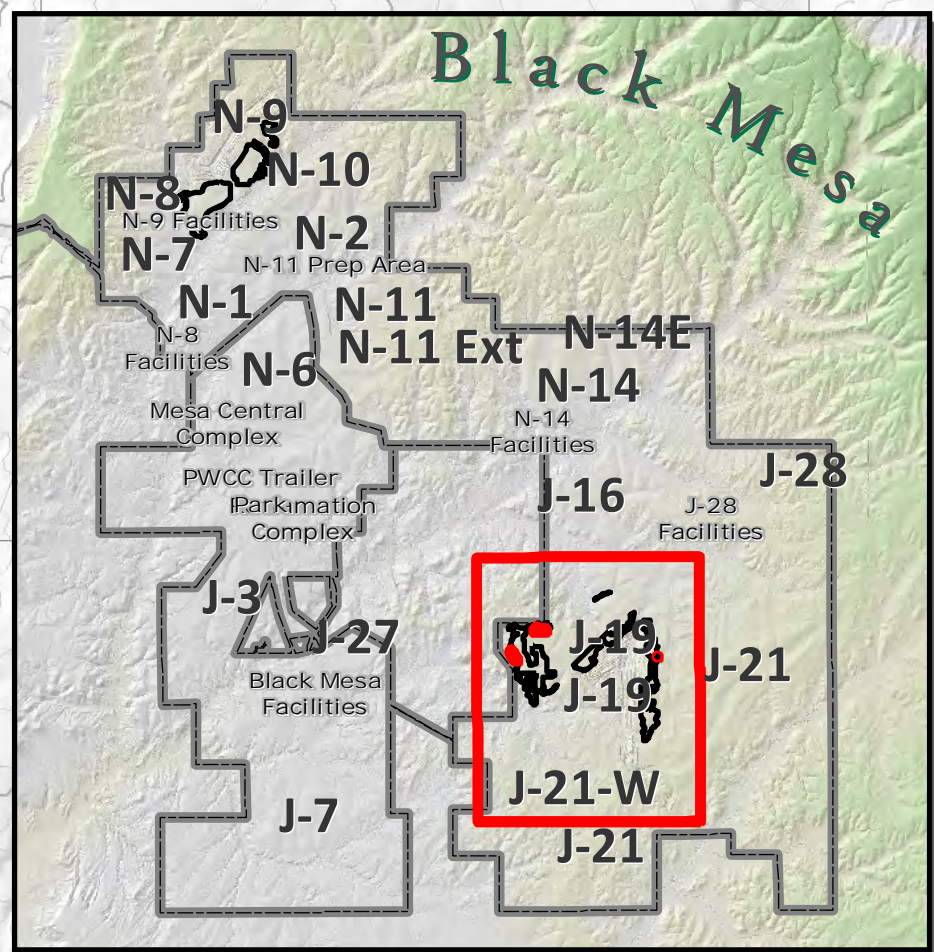 Black Mesa
N-9
N-10
N-8
N-9 Facilities
N-2
N-7
N-11 Prep Area
N-1
N-11
N-8
Facilities
N-11 Ext
N-14E
N-6
N-14
Mesa Central
Complex
N-14
Facilities
J-28
PWCC Trailer
Park
Complex
J-16
J-28
Facilities
J-3
J-27
J-19
J-21
Black Mesa
Facilities
J-19
J-21-W
J-7
J-21